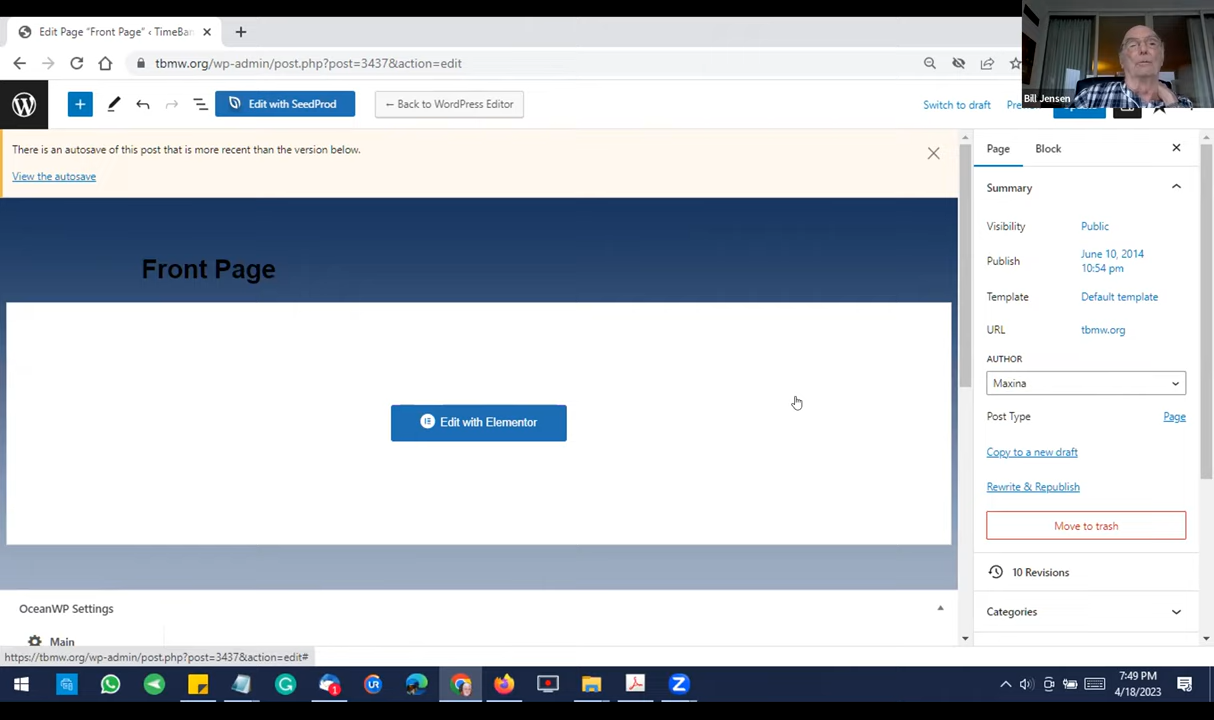 Edit Page "Front Page" ‹ TimeBa
tbmw.org/wp-admin/post.php?post=3437&action=edit
Bill Jensen
Edit with SeedProd
← Back to WordPress Editor
Switch to draft
There is an autosave of this post that is more recent than the version below.
View the autosave
Page
Block
Summary
Visibility
Public
Publish
June 10, 2014
10:54 pm
Template
Default template
URL
tbmw.org
AUTHOR
Maxina
Post Type
Page
Copy to a new draft
Rewrite & Republish
Move to trash
10 Revisions
Categories
Front Page
Edit with Elementor
OceanWP Settings
Main
https://tbmw.org/wp-admin/post.php?post=3437&action=edit#
7:49 PM
4/18/2023